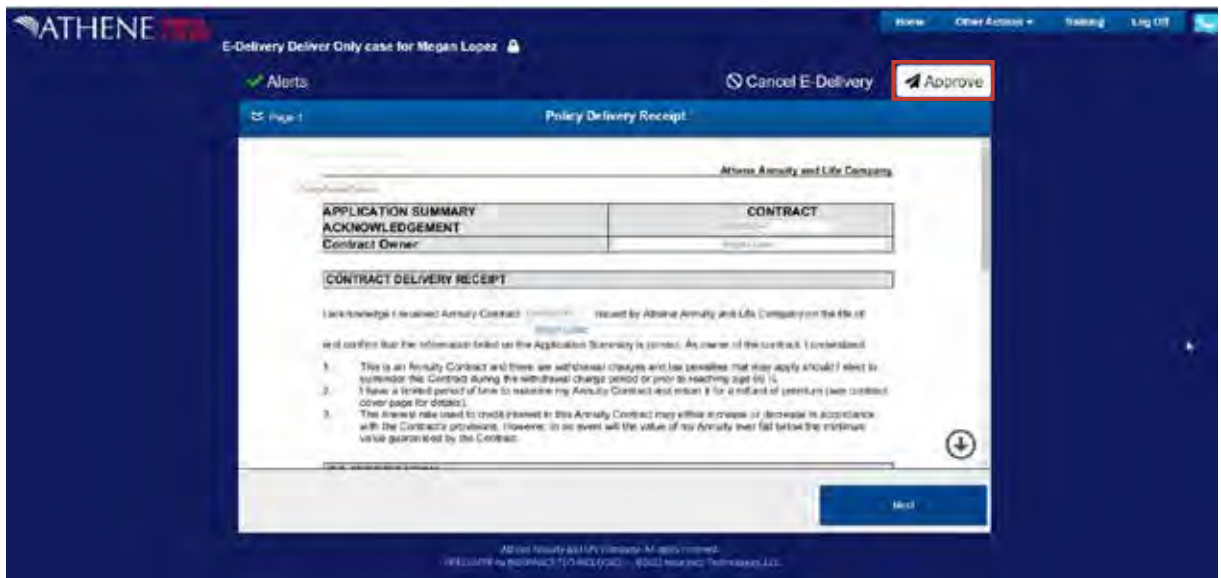 ATHENE
Home Other Actions Training Log Off
E-Delivery Deliver Only case for Megan Lopez
Alerts
Cancel E-Delivery
Approve
Page 1
Policy Delivery Receipt
Athene Annuity and Life Company
APPLICATION SUMMARY
ACKNOWLEDGEMENT
CONTRACT
Contract Owner
CONTRACT DELIVERY RECEIPT
I acknowledge I received Annuity Contract issued by Athene Annuity and Life Company on the life of
and confirm that the information listed on the Application Summary is correct. As owner of the contract, I understand:
1. This is an Annuity Contract and there are withdrawal charges and tax penalties that may apply should I elect to
surrender this Contract during the withdrawal charge period or prior to reaching age 59 ½.
2. I have a limited period of time to examine my Annuity Contract and return it for a refund of premium (see contract
cover page for details).
3. The interest rate used to credit interest in this Annuity Contract may either increase or decrease in accordance
with the Contract's provisions. However, in no event will the value of my Annuity ever fall below the minimum
value guaranteed by the Contract.
Next
Athene Annuity and Life Company. All rights reserved.